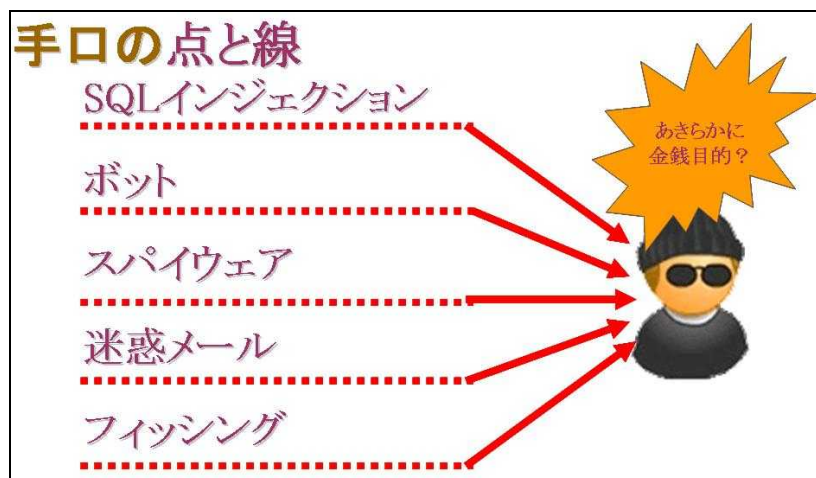 手口の点と線
SQLインジェクション
ボット
スパイウェア
迷惑メール
フィッシング
あきらかに
金銭目的？